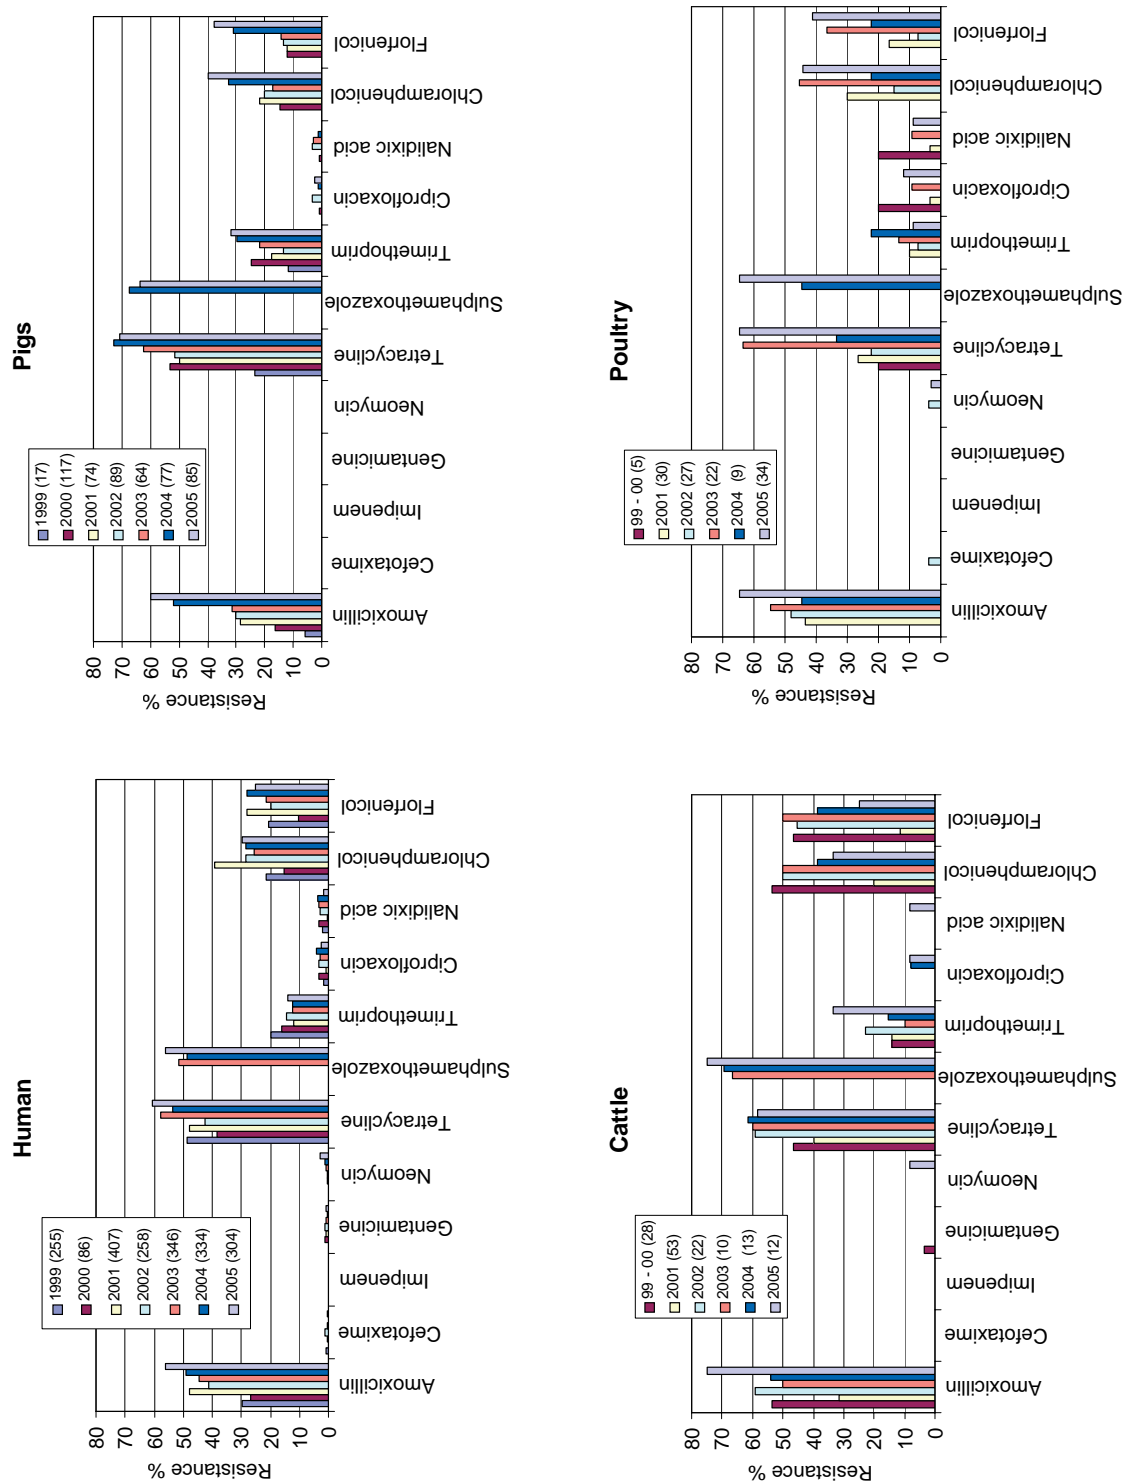 Pigs
1999 (17)
2000 (117)
2001 (74)
2002 (89)
2003 (64)
2004 (77)
2005 (85)
Resistance %
80
70
60
50
40
30
20
10
0
Amoxicillin
Cefotaxime
Imipenem
Gentamicine
Neomycin
Tetracycline
Sulphamethoxazole
Trimethoprim
Ciprofloxacin
Nalidixic acid
Chloramphenicol
Florfenicol
Poultry
99 - 00 (5)
2001 (30)
2002 (27)
2003 (22)
2004 (9)
2005 (34)
Resistance %
80
70
60
50
40
30
20
10
0
Amoxicillin
Cefotaxime
Imipenem
Gentamicine
Neomycin
Tetracycline
Sulphamethoxazole
Trimethoprim
Ciprofloxacin
Nalidixic acid
Chloramphenicol
Florfenicol
Human
1999 (255)
2000 (86)
2001 (407)
2002 (258)
2003 (346)
2004 (334)
2005 (304)
Resistance %
80
70
60
50
40
30
20
10
0
Amoxicillin
Cefotaxime
Imipenem
Gentamicine
Neomycin
Tetracycline
Sulphamethoxazole
Trimethoprim
Ciprofloxacin
Nalidixic acid
Chloramphenicol
Florfenicol
Cattle
99 - 00 (28)
2001 (53)
2002 (22)
2003 (10)
2004 (13)
2005 (12)
Resistance %
80
70
60
50
40
30
20
10
0
Amoxicillin
Cefotaxime
Imipenem
Gentamicine
Neomycin
Tetracycline
Sulphamethoxazole
Trimethoprim
Ciprofloxacin
Nalidixic acid
Chloramphenicol
Florfenicol